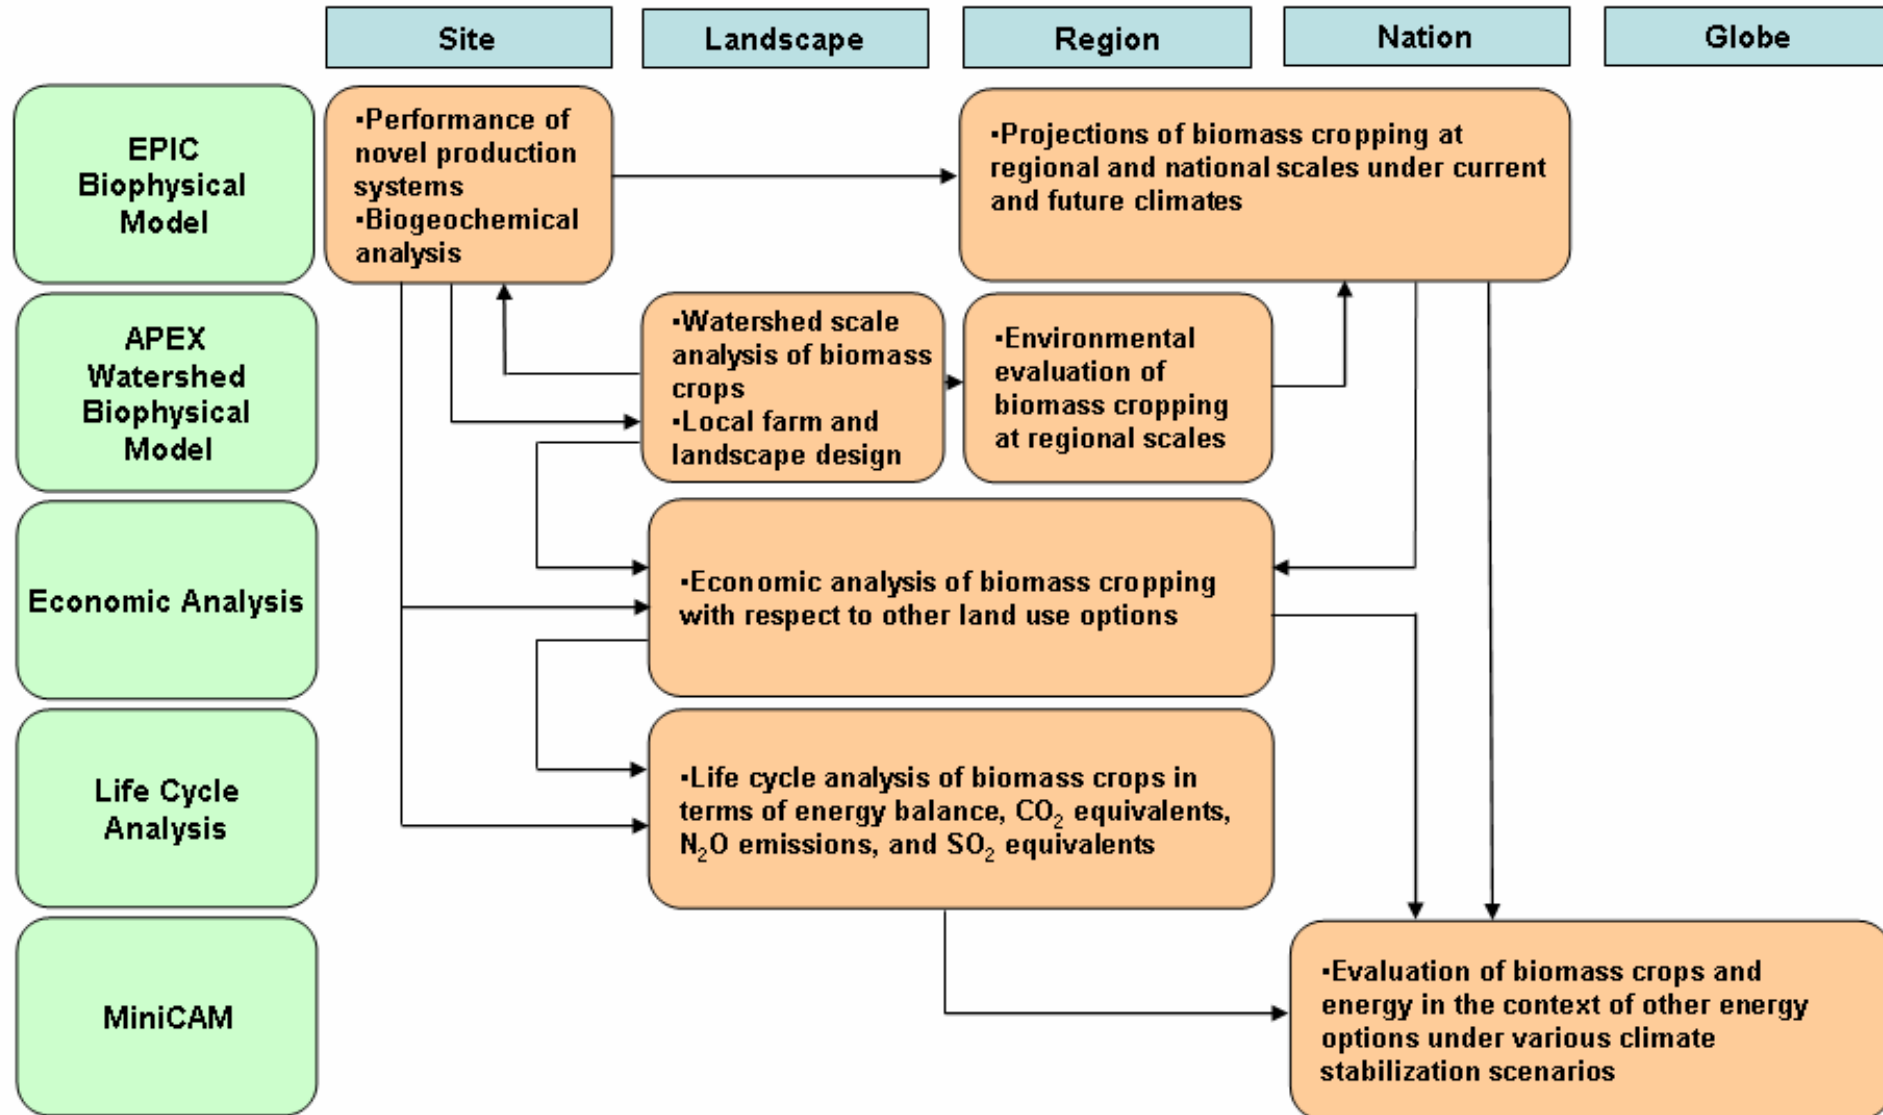 Site
Landscape
Region
Nation
Globe
EPIC
Biophysical
Model
▪Performance of
novel production
systems
▪Biogeochemical
analysis
▪Projections of biomass cropping at
regional and national scales under current
and future climates
APEX
Watershed
Biophysical
Model
▪Watershed scale
analysis of biomass
crops
▪Local farm and
landscape design
▪Environmental
evaluation of
biomass cropping
at regional scales
Economic Analysis
▪Economic analysis of biomass cropping
with respect to other land use options
Life Cycle
Analysis
▪Life cycle analysis of biomass crops in
terms of energy balance, CO₂ equivalents,
N₂O emissions, and SO₂ equivalents
MiniCAM
▪Evaluation of biomass crops and
energy in the context of other energy
options under various climate
stabilization scenarios